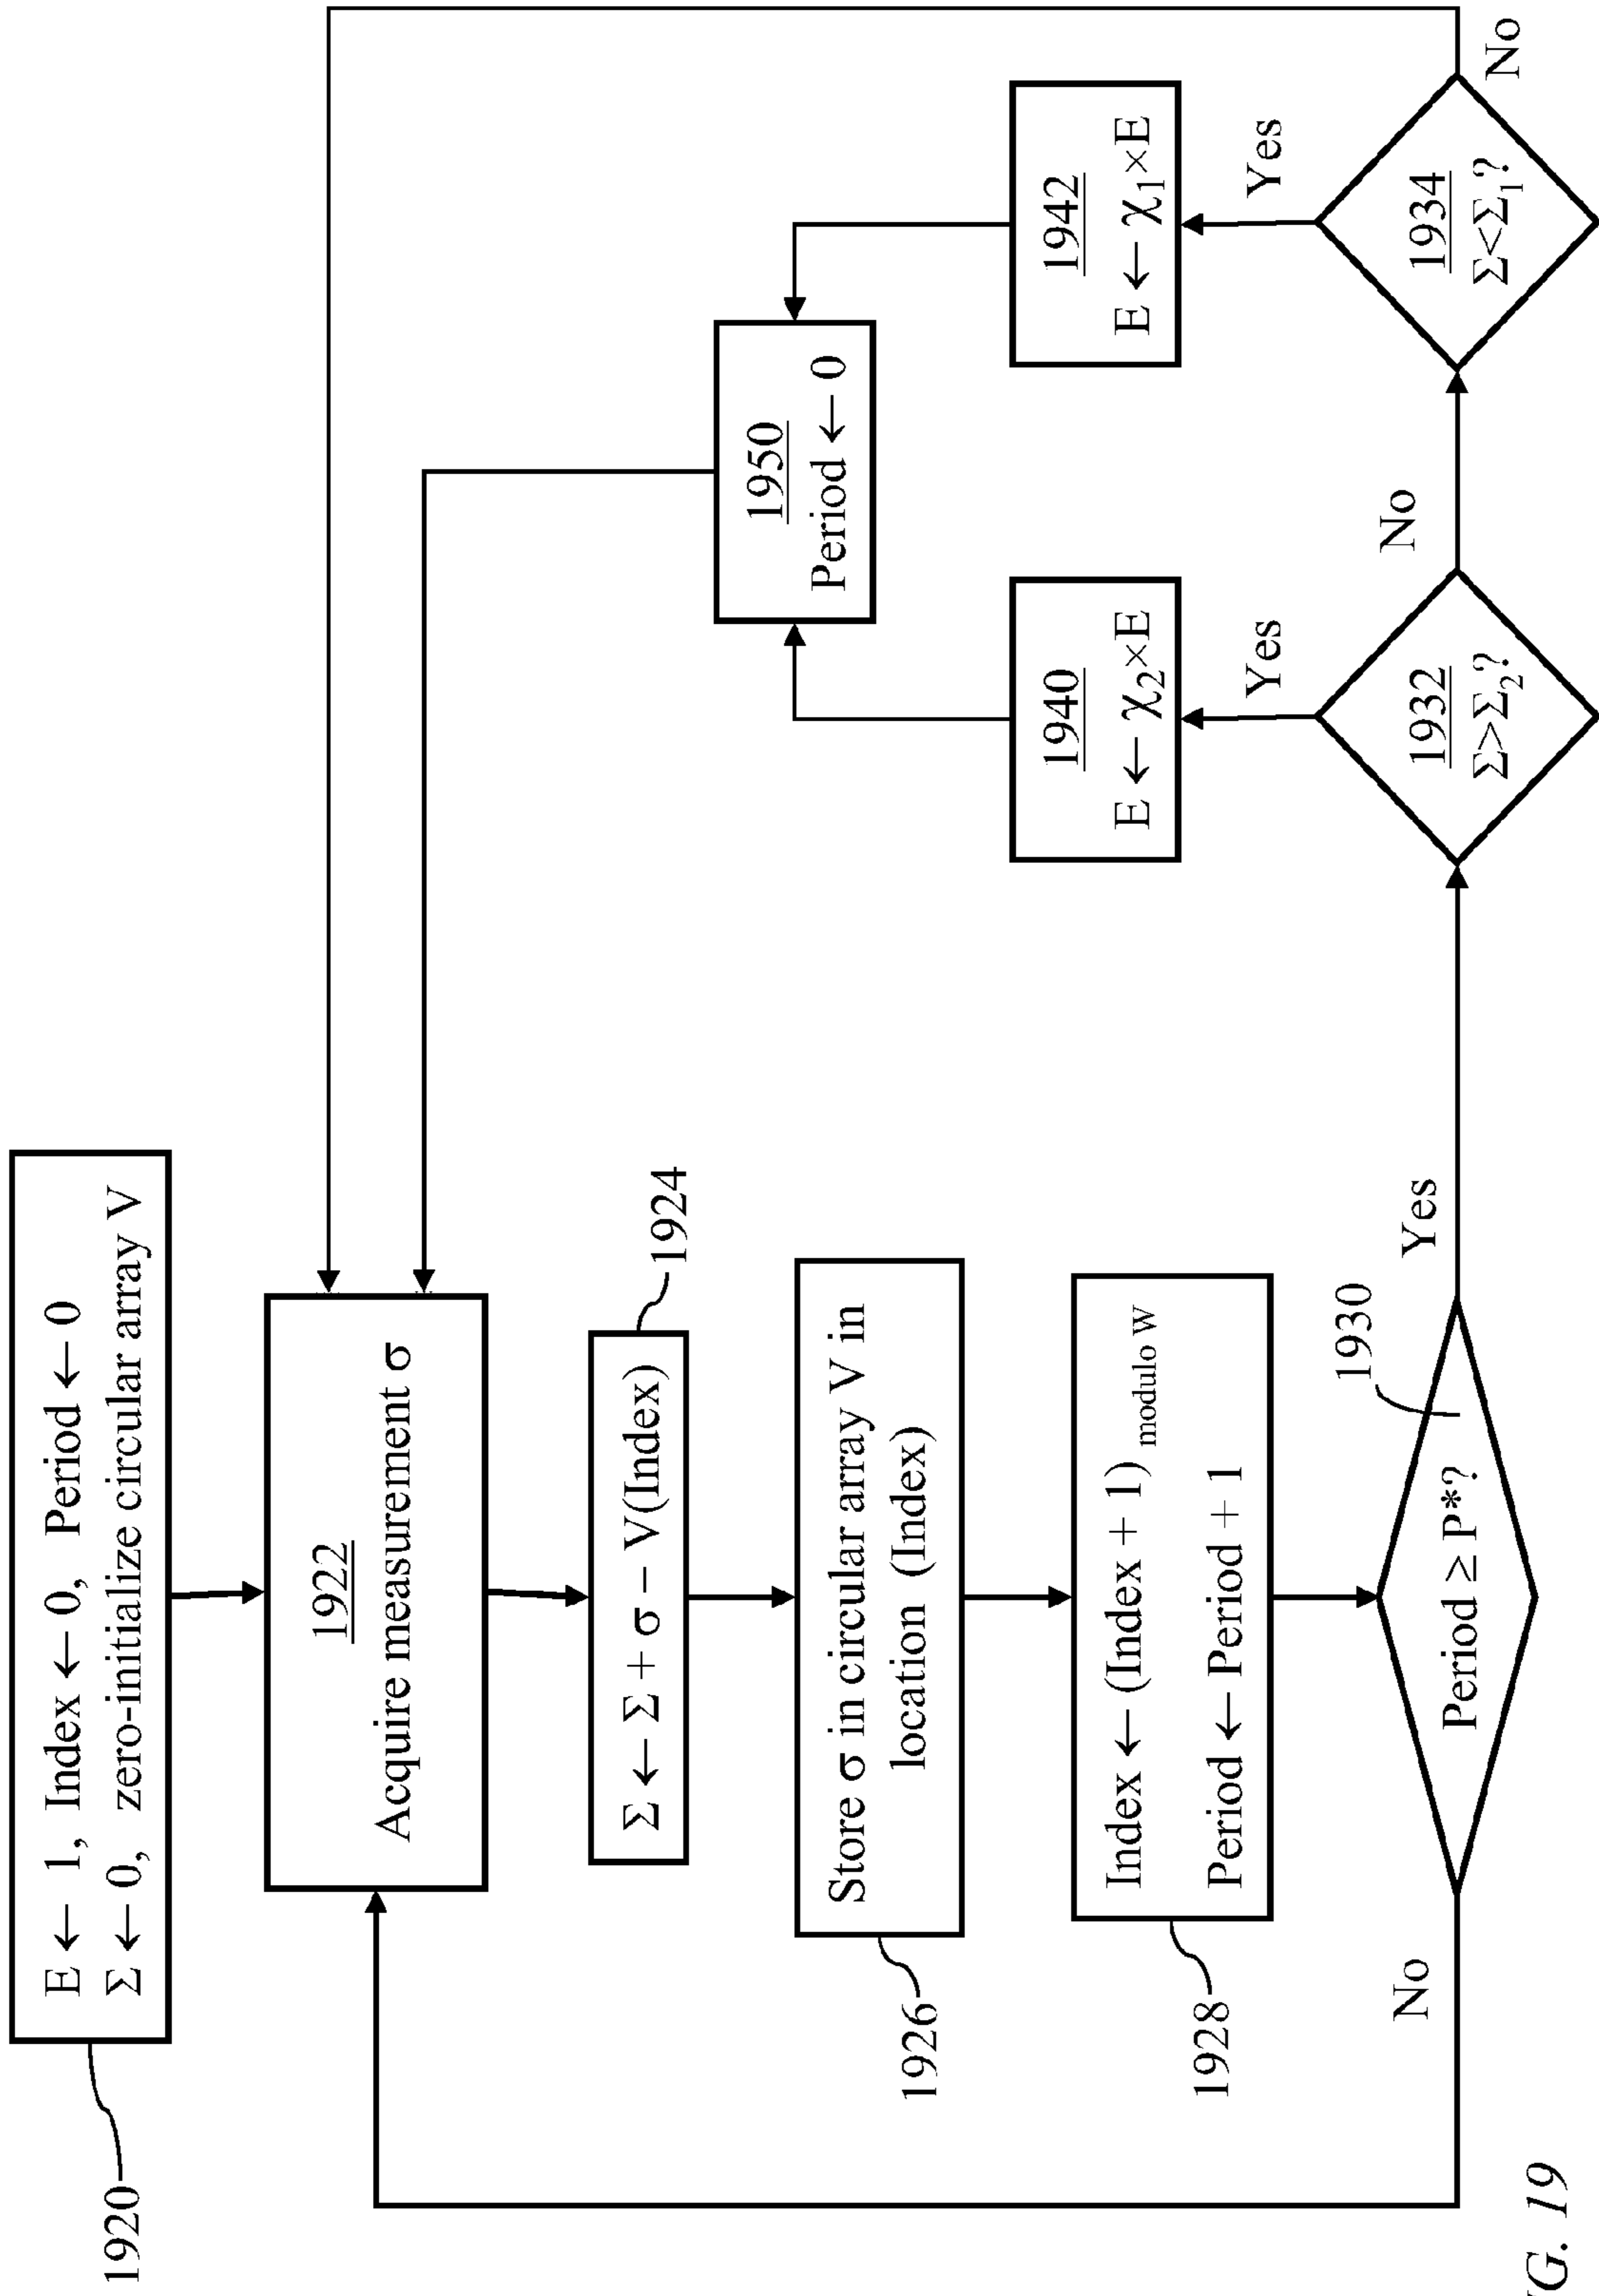 E ← 1, Index ← 0, Period ← 0
Σ ← 0, zero-initialize circular array V
1920
1922
Acquire measurement σ
Σ ← Σ + σ − V(Index)
1924
Store σ in circular array V in
location (Index)
1926
Index ← (Index + 1) modulo W
Period ← Period + 1
1928
Period ≥ P*?
1930
No
Yes
1932
Σ>Σ₂?
Yes
No
1940
E ← χ₂×E
1950
Period ← 0
1942
E ← χ₁×E
Yes
1934
Σ<Σ₁?
No
IG. 19